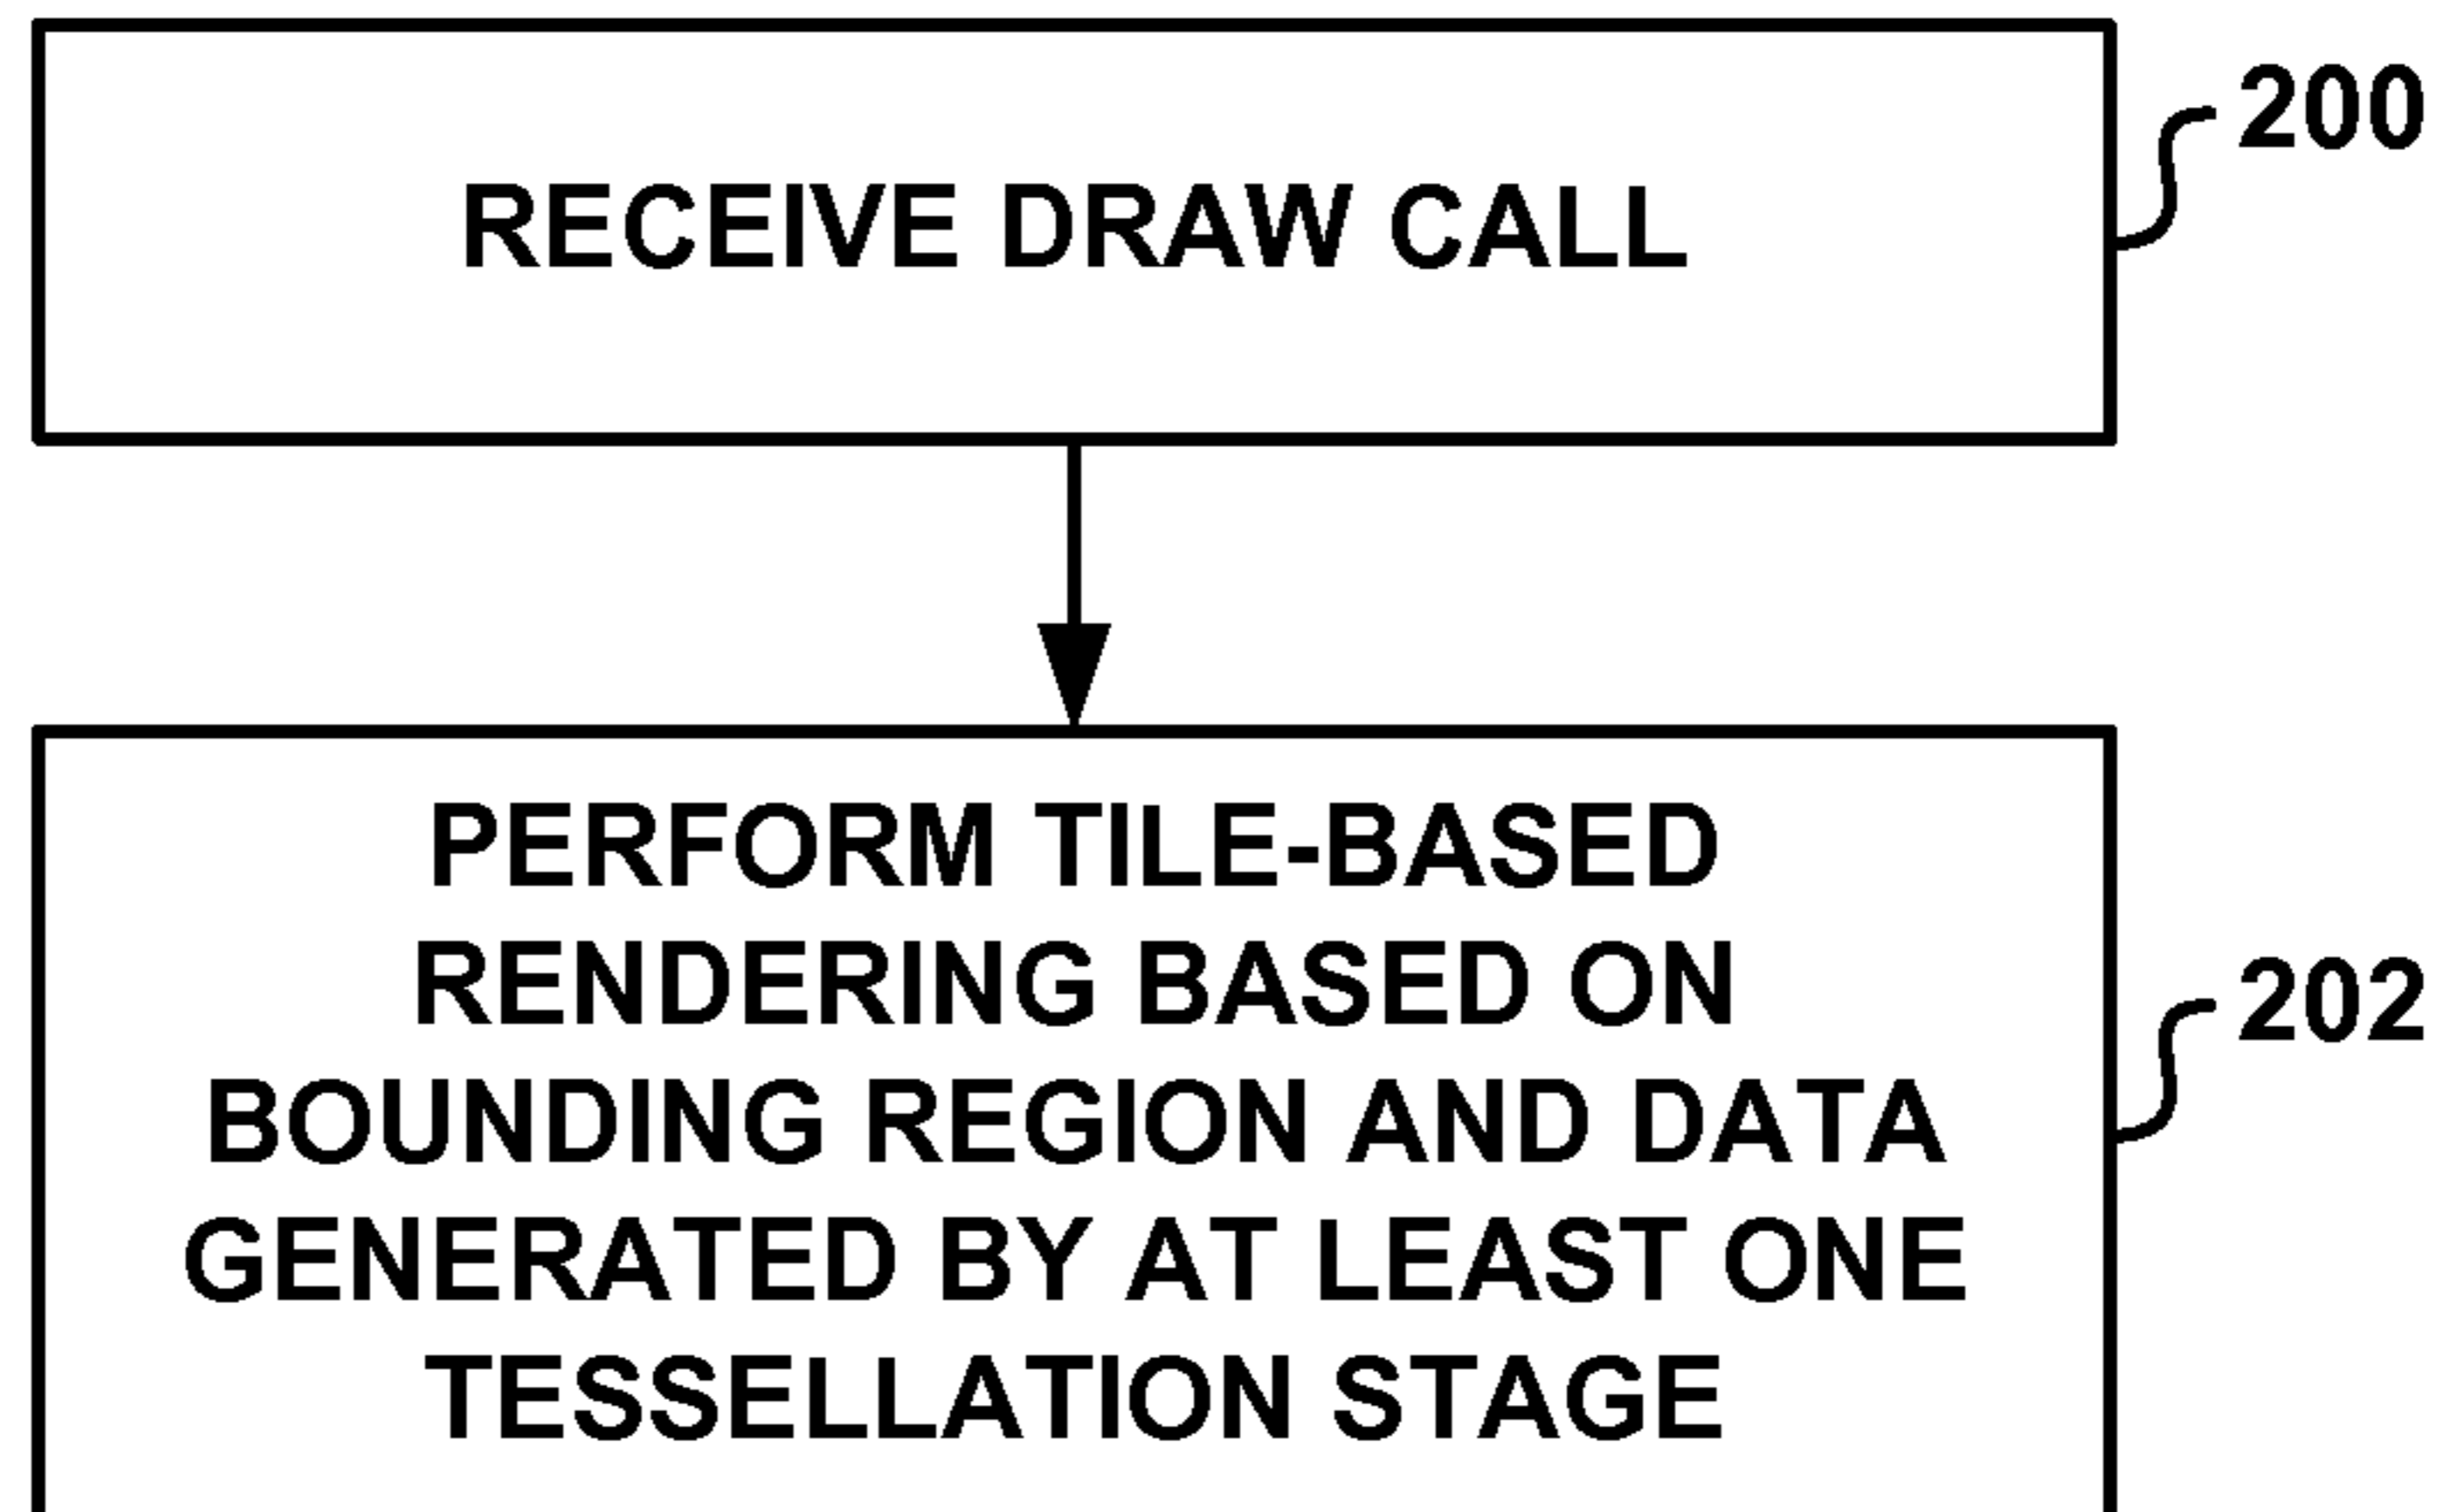 RECEIVE DRAW CALL
200
PERFORM TILE-BASED
RENDERING BASED ON
BOUNDING REGION AND DATA
GENERATED BY AT LEAST ONE
TESSELLATION STAGE
202